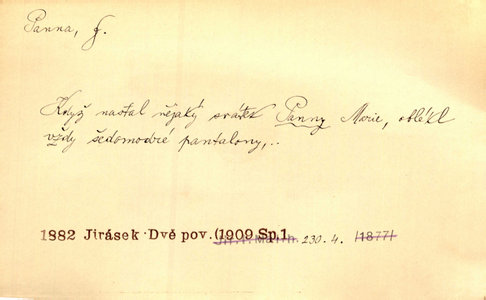 Panna, f.
Když nastal nějaký svátek Panny Marie, oblékl
vždy šedomodré pantalony,..
1882 Jirásek Dvě pov. (1909 Sp.1 230.4. /1877/